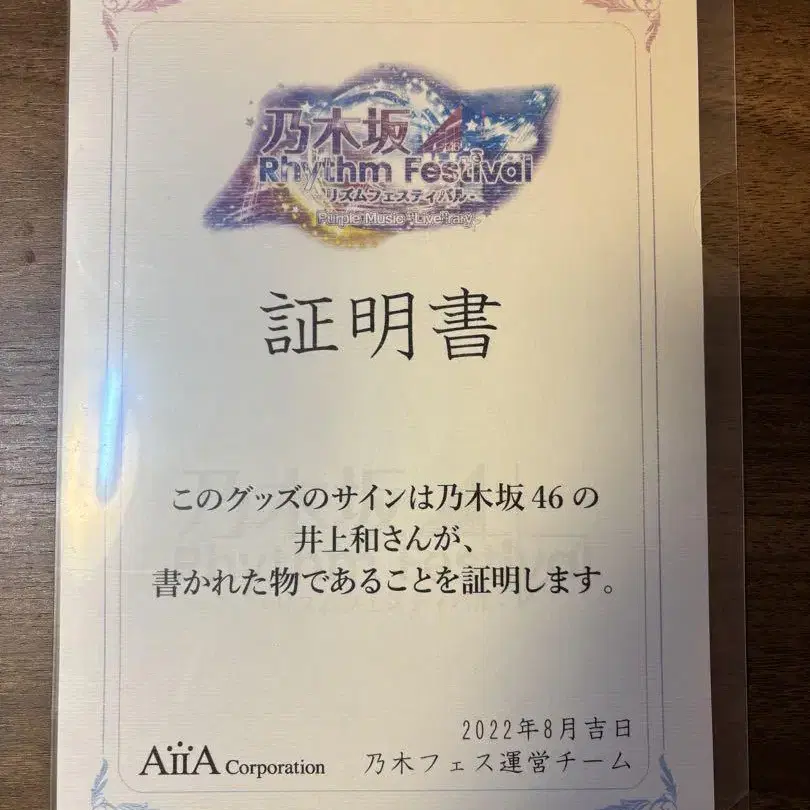 乃木坂46
Rhythm Festival
リズムフェスティバル
Purple Music "Live"rary
証明書
このグッズのサインは乃木坂46の
井上和さんが、
書かれた物であることを証明します。
2022年8月吉日
AiiA Corporation 乃木フェス運営チーム